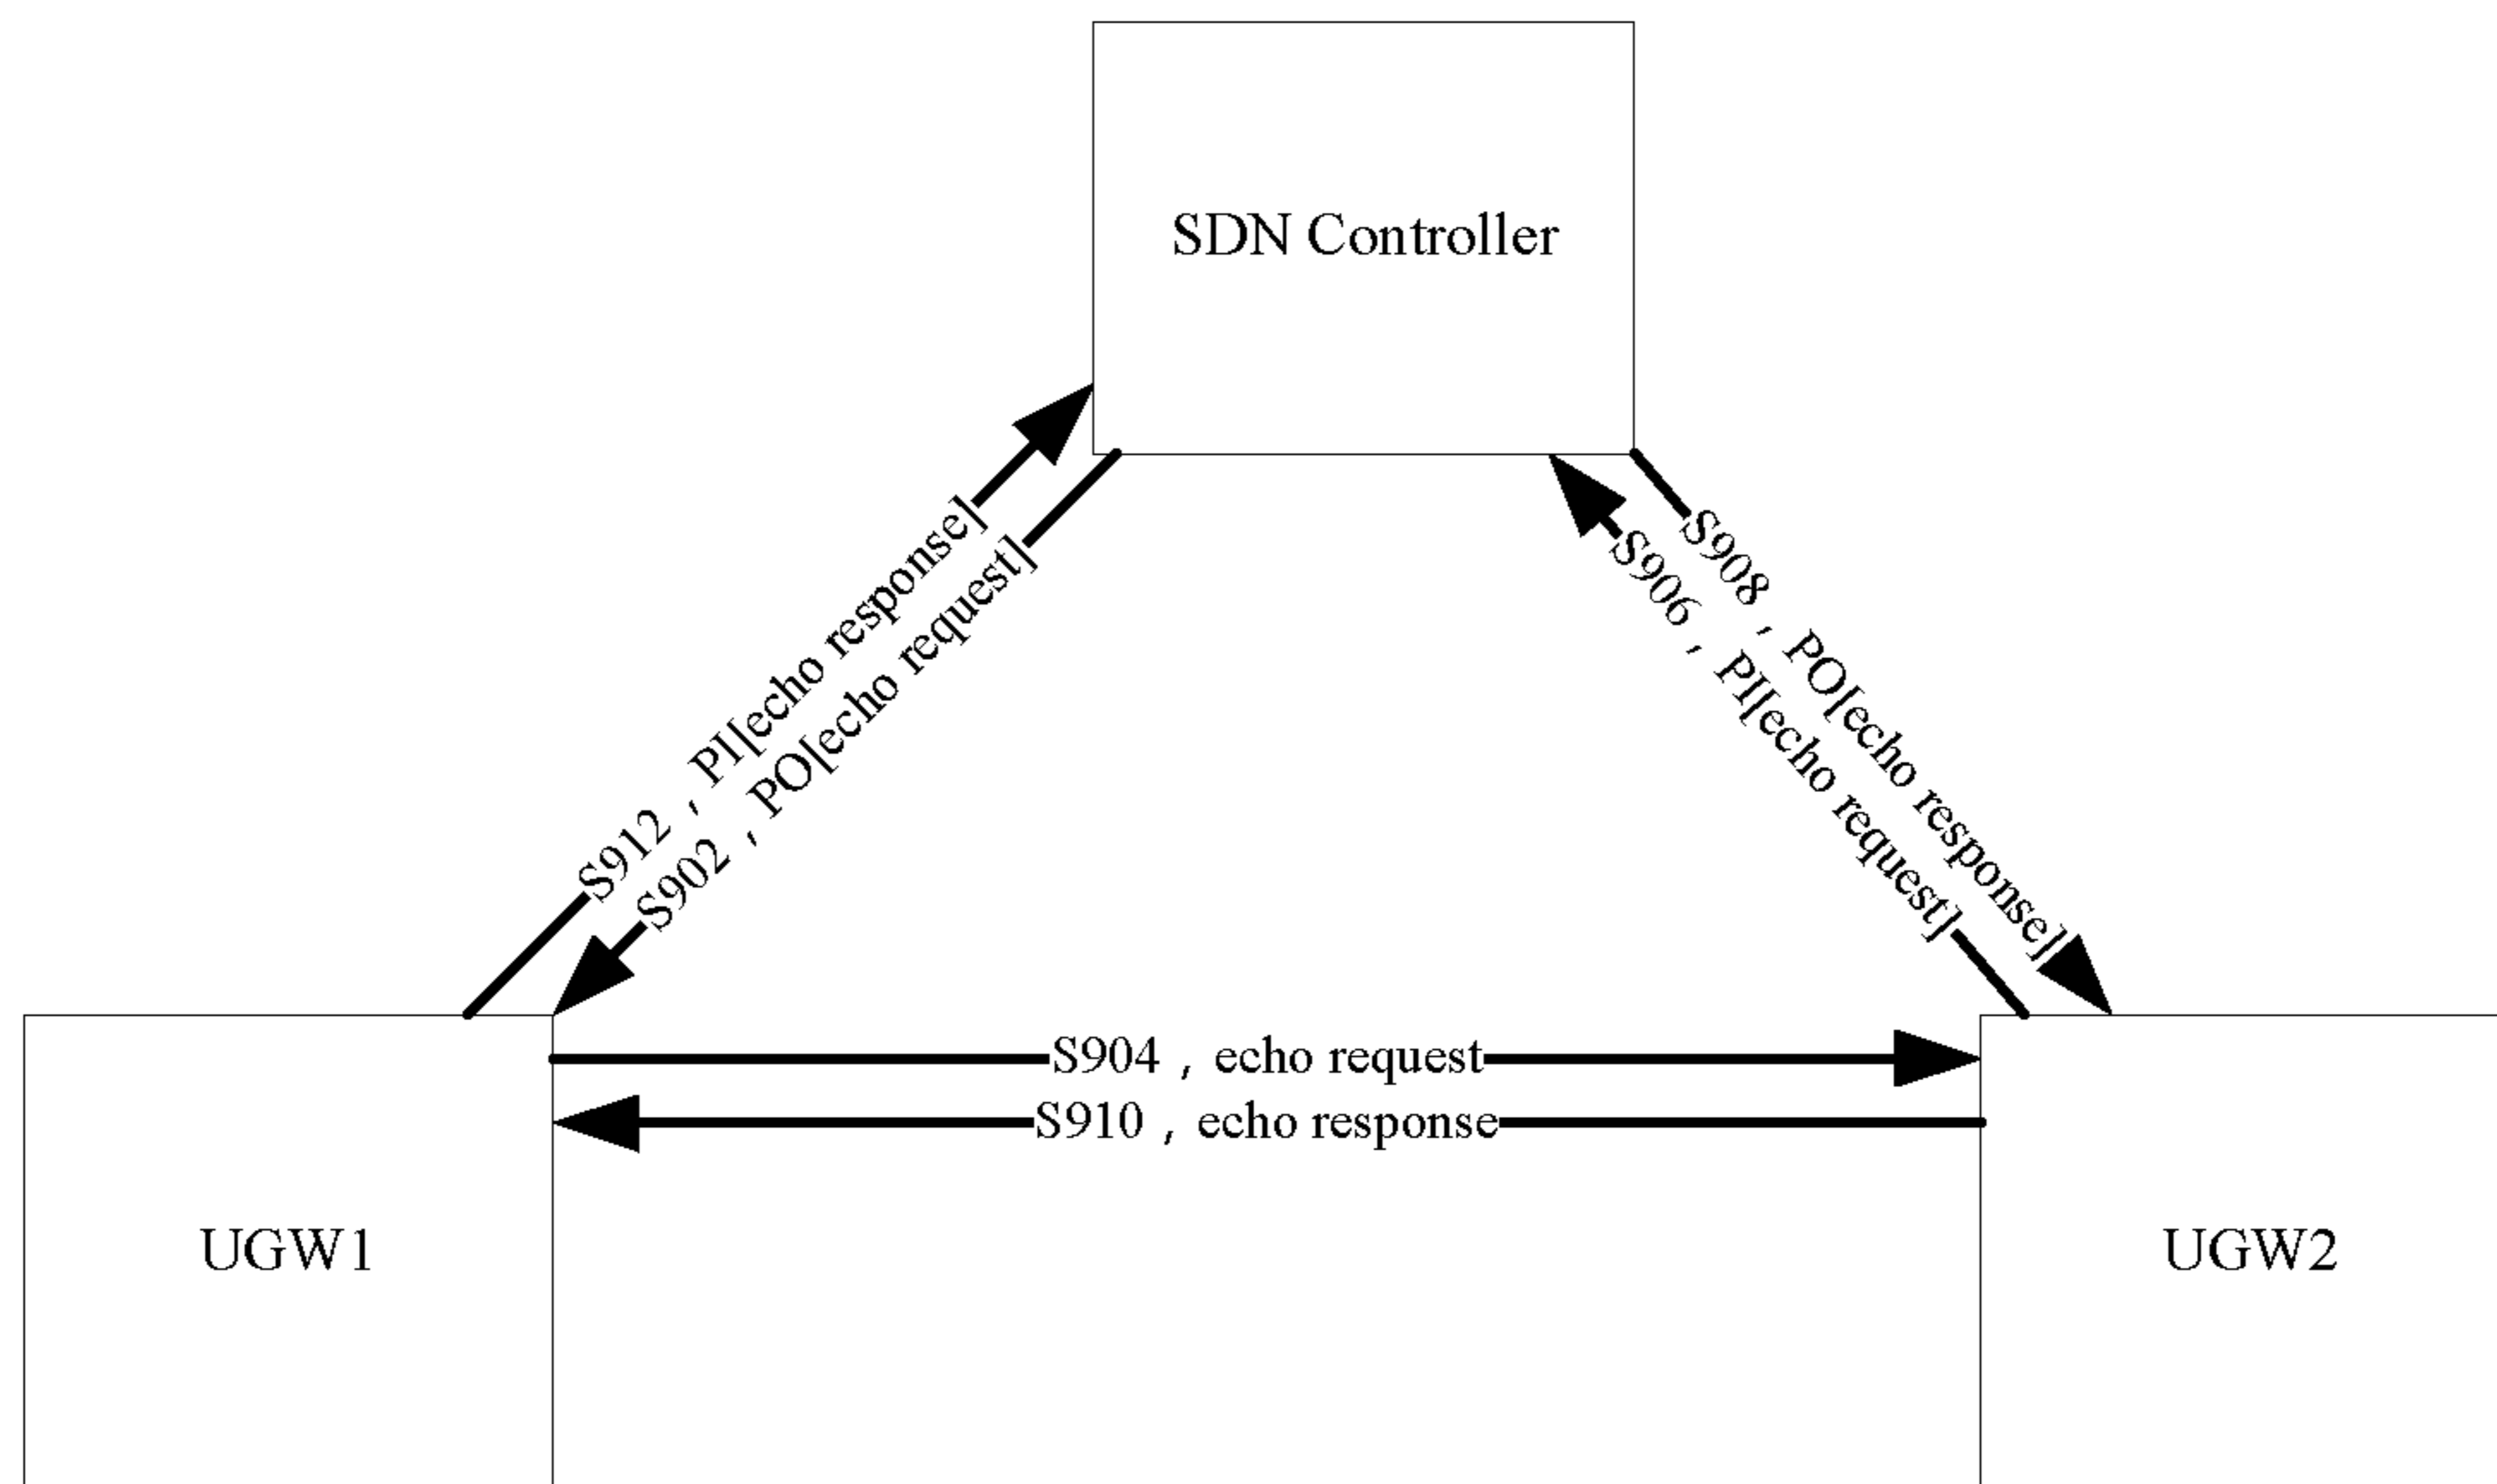 SDN Controller
S912 , PI[echo response]
S902 , PO[echo request]
S908 , PO[echo response]
S906 , PI[echo request]
S904 , echo request
S910 , echo response
UGW1
UGW2